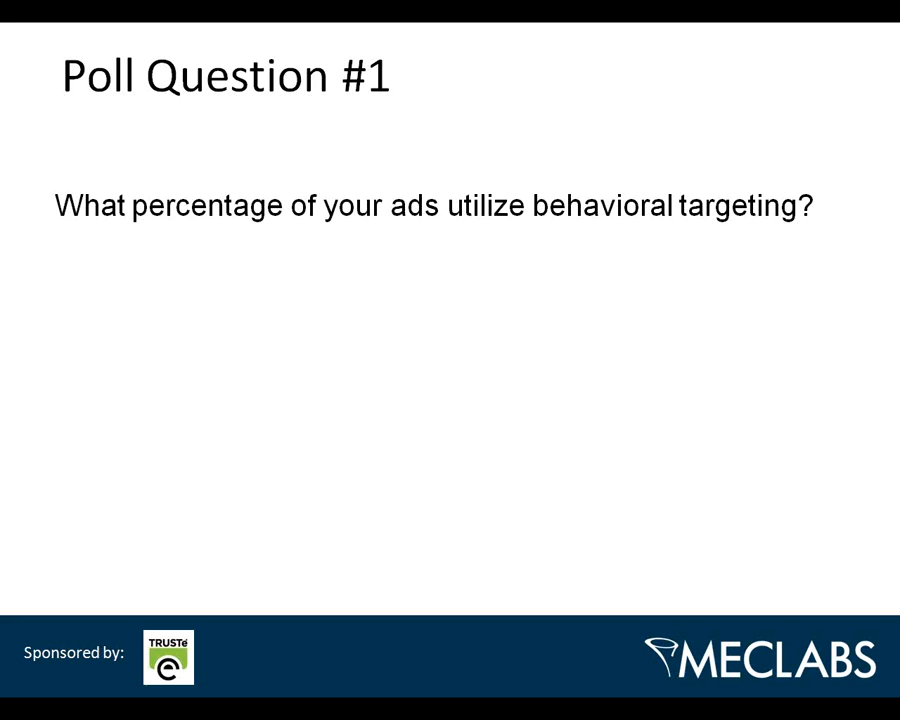 Poll Question #1
What percentage of your ads utilize behavioral targeting?
Sponsored by:
TRUSTe
e
MECLABS